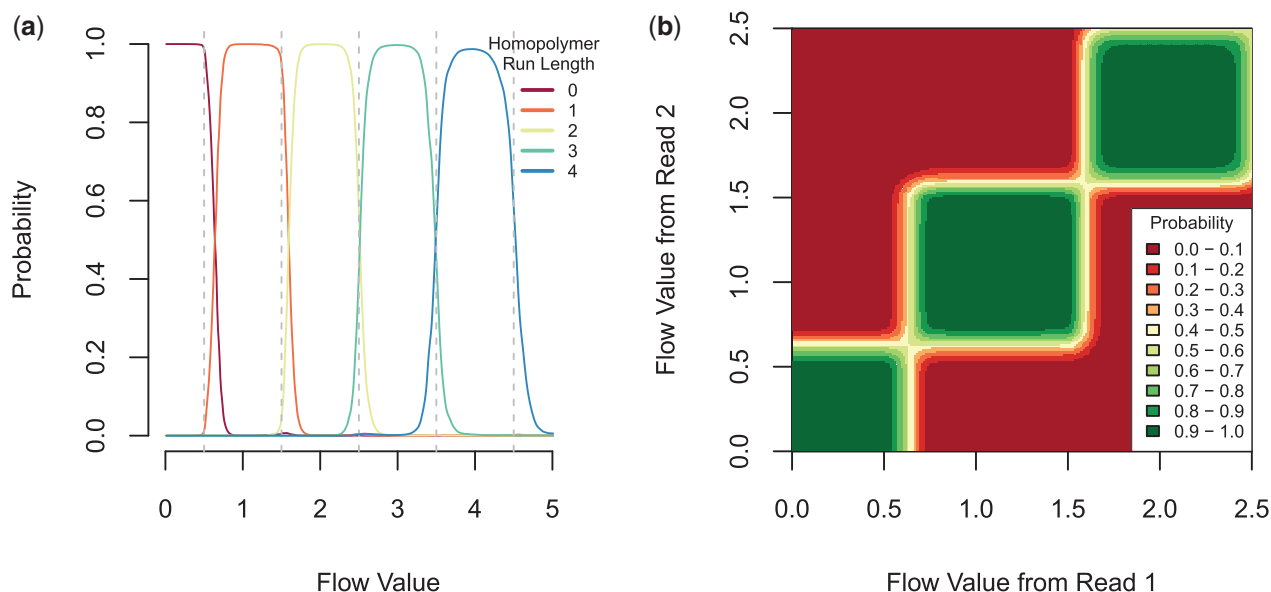 (a)
Homopolymer
Run Length
0
1
2
3
4
Probability
1.0
0.8
0.6
0.4
0.2
0.0
0 1 2 3 4 5
Flow Value
(b)
Flow Value from Read 2
2.5
2.0
1.5
1.0
0.5
0.0
Probability
0.0 − 0.1
0.1 − 0.2
0.2 − 0.3
0.3 − 0.4
0.4 − 0.5
0.5 − 0.6
0.6 − 0.7
0.7 − 0.8
0.8 − 0.9
0.9 − 1.0
0.0 0.5 1.0 1.5 2.0 2.5
Flow Value from Read 1